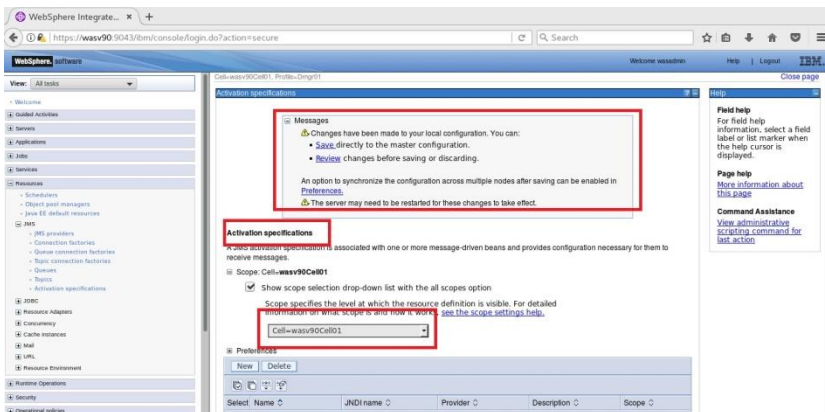 WebSphere Integrate...
https://wasv90:9043/ibm/console/login.do?action=secure
Search
WebSphere. software
Welcome wasadmin
Help | Logout
IBM.
Cell=wasv90Cell01, Profile=Dmgr01
Close page
View: All tasks
Welcome
Guided Activities
Servers
Applications
Jobs
Services
Resources
Schedulers
Object pool managers
Java EE default resources
JMS
JMS providers
Connection factories
Queue connection factories
Topic connection factories
Queues
Topics
Activation specifications
JDBC
Resource Adapters
Concurrency
Cache instances
Mail
URL
Resource Environment
Runtime Operations
Security
Operational policies
Activation specifications
Messages
Changes have been made to your local configuration. You can:
Save directly to the master configuration.
Review changes before saving or discarding.
An option to synchronize the configuration across multiple nodes after saving can be enabled in
Preferences.
The server may need to be restarted for these changes to take effect.
Activation specifications
A JMS activation specification is associated with one or more message-driven beans and provides configuration necessary for them to
receive messages.
Scope: Cell=wasv90Cell01
Show scope selection drop-down list with the all scopes option
Scope specifies the level at which the resource definition is visible. For detailed
information on what scope is and how it works, see the scope settings help.
Cell=wasv90Cell01
Preferences
New Delete
Select Name JNDI name Provider Description Scope
Help
Field help
For field help
information, select a field
label or list marker when
the help cursor is
displayed.
Page help
More information about
this page
Command Assistance
View administrative
scripting command for
last action